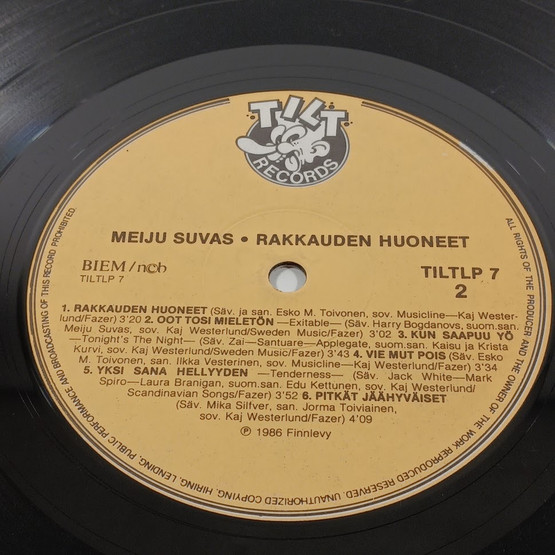 TILT
RECORDS
MEIJU SUVAS • RAKKAUDEN HUONEET
BIEM/ncb
TILTLP 7
TILTLP 7
2
1. RAKKAUDEN HUONEET (Säv. ja san. Esko M. Toivonen, sov. Musicline—Kaj Wester-
lund/Fazer) 3'20 2. OOT TOSI MIELETÖN —Exitable— (Säv. Harry Bogdanovs, suom.san.
Meiju Suvas, sov. Kaj Westerlund/Sweden Music/Fazer) 3'02 3. KUN SAAPUU YÖ
—Tonight's The Night— (Säv. Zai—Santuare—Applegate, suom.san. Kaisu ja Krista
Kurvi, sov. Kaj Westerlund/Sweden Music/Fazer) 3'43 4. VIE MUT POIS (Säv. Esko
M. Toivonen, san. Ilkka Vesterinen, sov. Musicline—Kaj Westerlund/Fazer) 3'34
5. YKSI SANA HELLYYDEN —Tenderness— (Säv. Jack White—Mark
Spiro—Laura Branigan, suom.san. Edu Kettunen, sov. Kaj Westerlund/
Scandinavian Songs/Fazer) 3'52 6. PITKÄT JÄÄHYVÄISET
(Säv. Mika Silfver, san. Jorma Toiviainen,
sov. Kaj Westerlund/Fazer) 4'09
℗ 1986 Finnlevy
ALL RIGHTS OF THE PRODUCER AND THE OWNER OF THE WORK REPRODUCED RESERVED. UNAUTHORIZED COPYING, HIRING, LENDING, PUBLIC PERFORMANCE AND BROADCASTING OF THIS RECORD PROHIBITED.